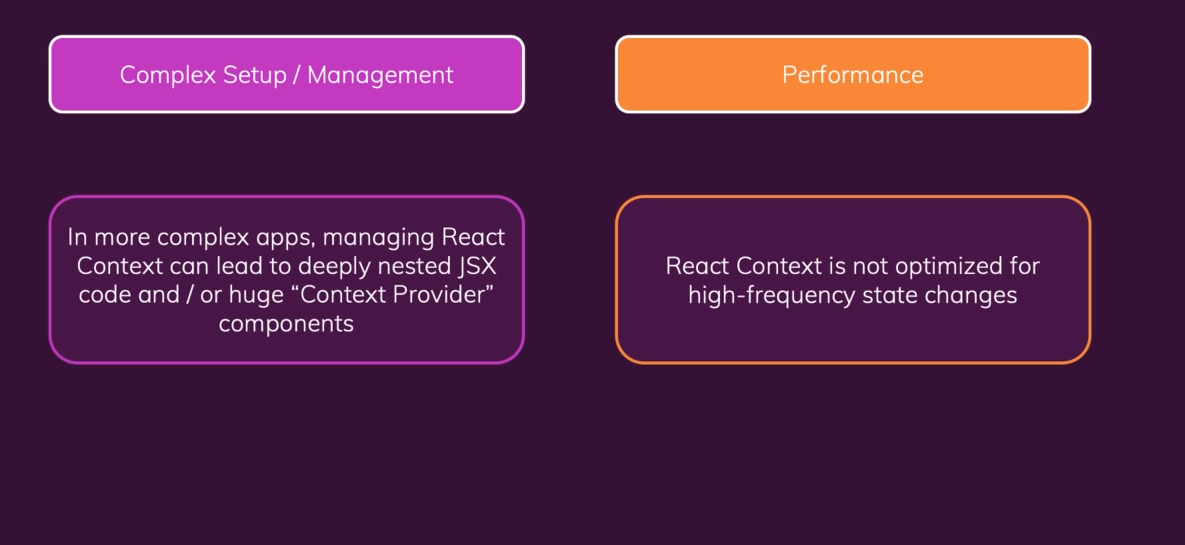 Complex Setup / Management
Performance
In more complex apps, managing React
Context can lead to deeply nested JSX
code and / or huge “Context Provider”
components
React Context is not optimized for
high-frequency state changes